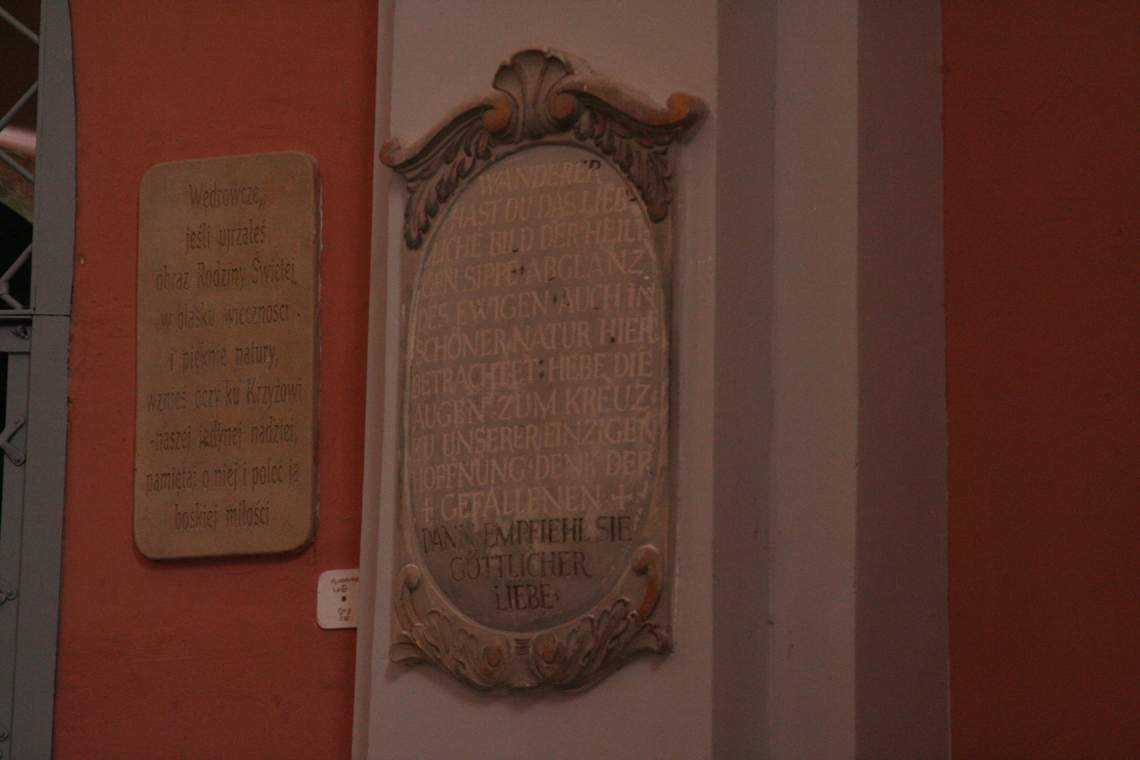 Wędrowcze,
jeśli ujrzałeś
obraz Rodziny Świętej
w blasku wieczności
i pięknie natury,
wznieś oczy ku Krzyżowi
naszej jedynej nadziei,
pamiętaj o niej i poleć ją
boskiej miłości
WANDERER
HAST DU DAS LIEB
LICHE BILD DER HEILI
GEN SIPPE·ABGLANZ
DES EWIGEN·AUCH IN
SCHÖNER NATUR HIER
BETRACHTET: HEBE DIE
AUGEN ZUM KREUZ
ZU UNSERER EINZIGEN
HOFFNUNG·DENK DER
+ GEFALLENEN +
DANN·EMPFIEHL SIE
GÖTTLICHER
LIEBE·